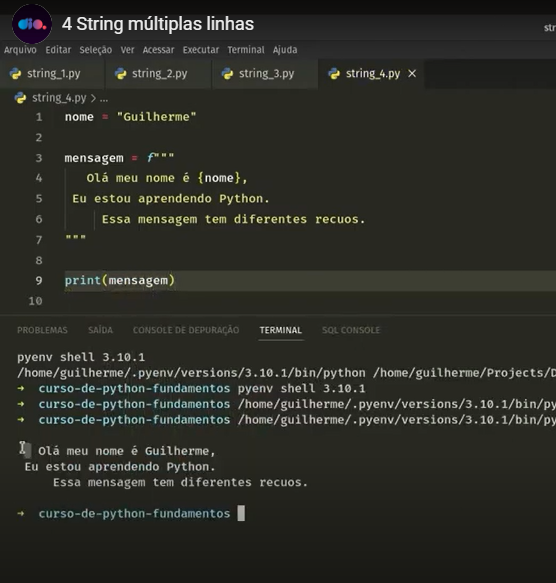 dio.
4 String múltiplas linhas
str
Arquivo Editar Seleção Ver Acessar Executar Terminal Ajuda
string_1.py string_2.py string_3.py string_4.py ×
string_4.py > ...
1 nome = "Guilherme"
2
3 mensagem = f"""
4 Olá meu nome é {nome},
5 Eu estou aprendendo Python.
6 Essa mensagem tem diferentes recuos.
7 """
8
9 print(mensagem)
10
PROBLEMAS SAÍDA CONSOLE DE DEPURAÇÃO TERMINAL SQL CONSOLE
pyenv shell 3.10.1
/home/guilherme/.pyenv/versions/3.10.1/bin/python /home/guilherme/Projects/D
➜ curso-de-python-fundamentos pyenv shell 3.10.1
➜ curso-de-python-fundamentos /home/guilherme/.pyenv/versions/3.10.1/bin/py
➜ curso-de-python-fundamentos /home/guilherme/.pyenv/versions/3.10.1/bin/py
Olá meu nome é Guilherme,
Eu estou aprendendo Python.
Essa mensagem tem diferentes recuos.
➜ curso-de-python-fundamentos